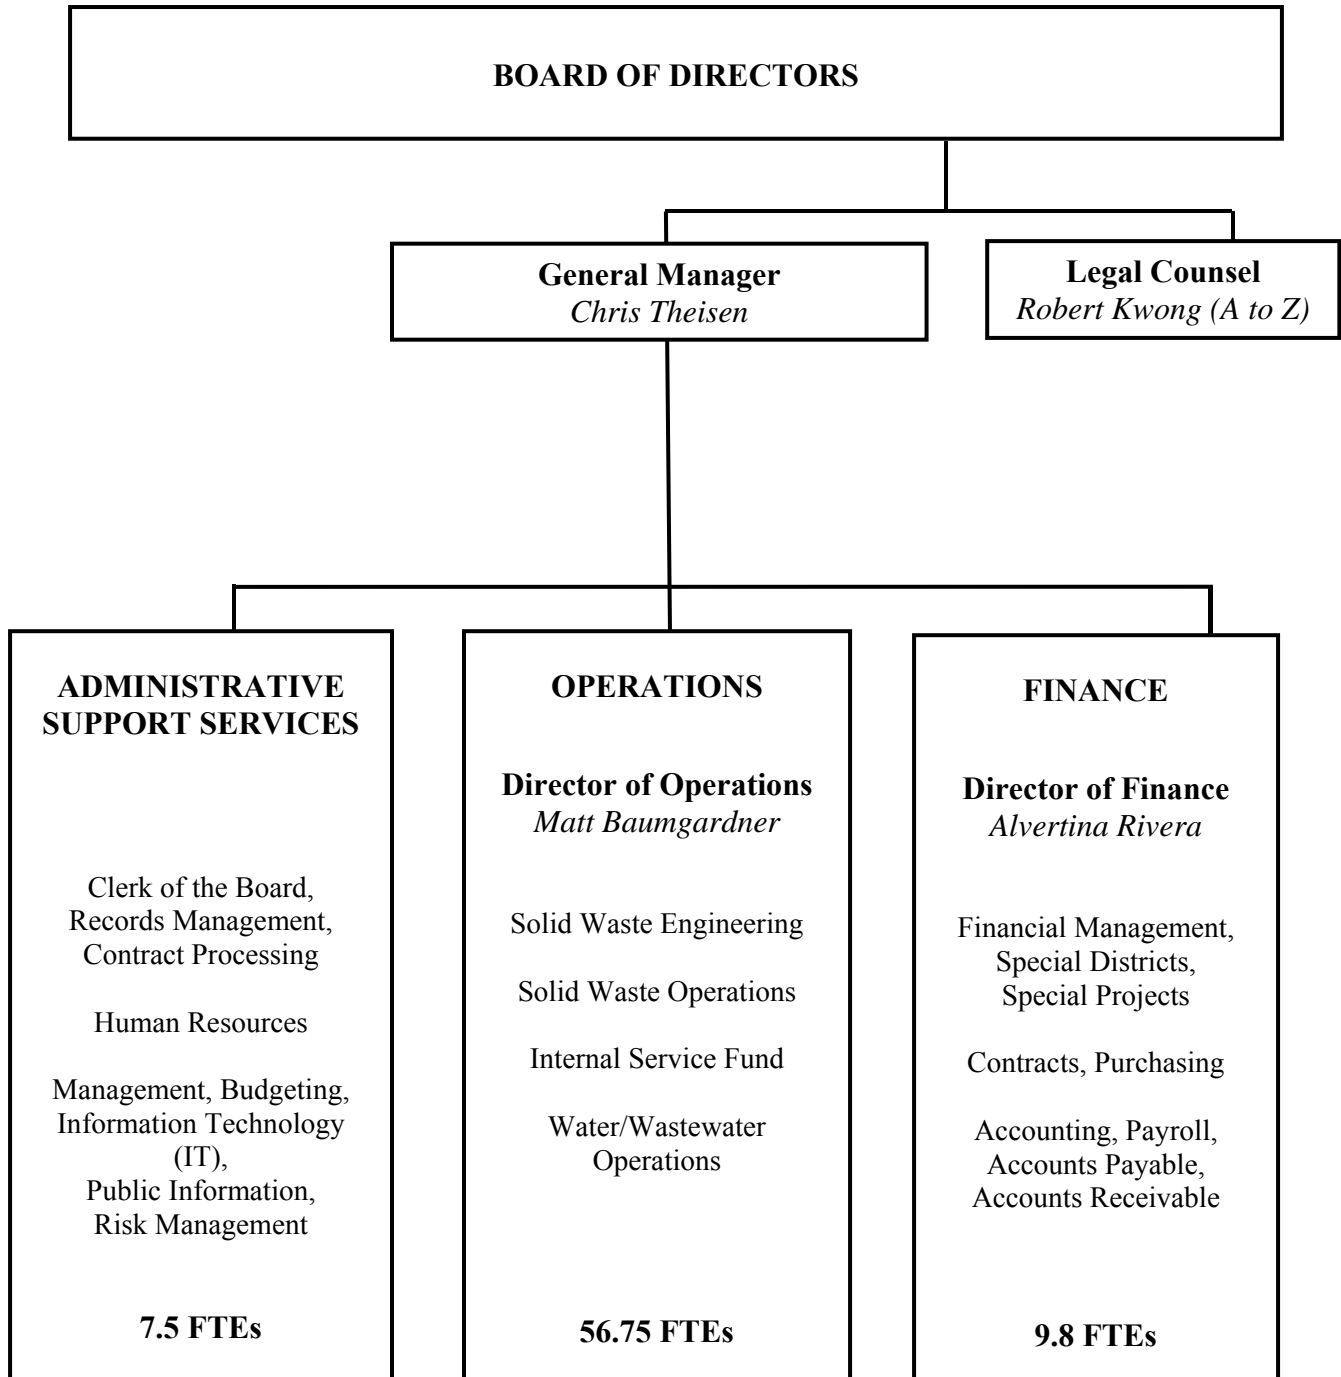 BOARD OF DIRECTORS
General Manager
Chris Theisen
Legal Counsel
Robert Kwong (A to Z)
ADMINISTRATIVE
SUPPORT SERVICES
Clerk of the Board,
Records Management,
Contract Processing
Human Resources
Management, Budgeting,
Information Technology
(IT),
Public Information,
Risk Management
7.5 FTEs
OPERATIONS
Director of Operations
Matt Baumgardner
Solid Waste Engineering
Solid Waste Operations
Internal Service Fund
Water/Wastewater
Operations
56.75 FTEs
FINANCE
Director of Finance
Alvertina Rivera
Financial Management,
Special Districts,
Special Projects
Contracts, Purchasing
Accounting, Payroll,
Accounts Payable,
Accounts Receivable
9.8 FTEs